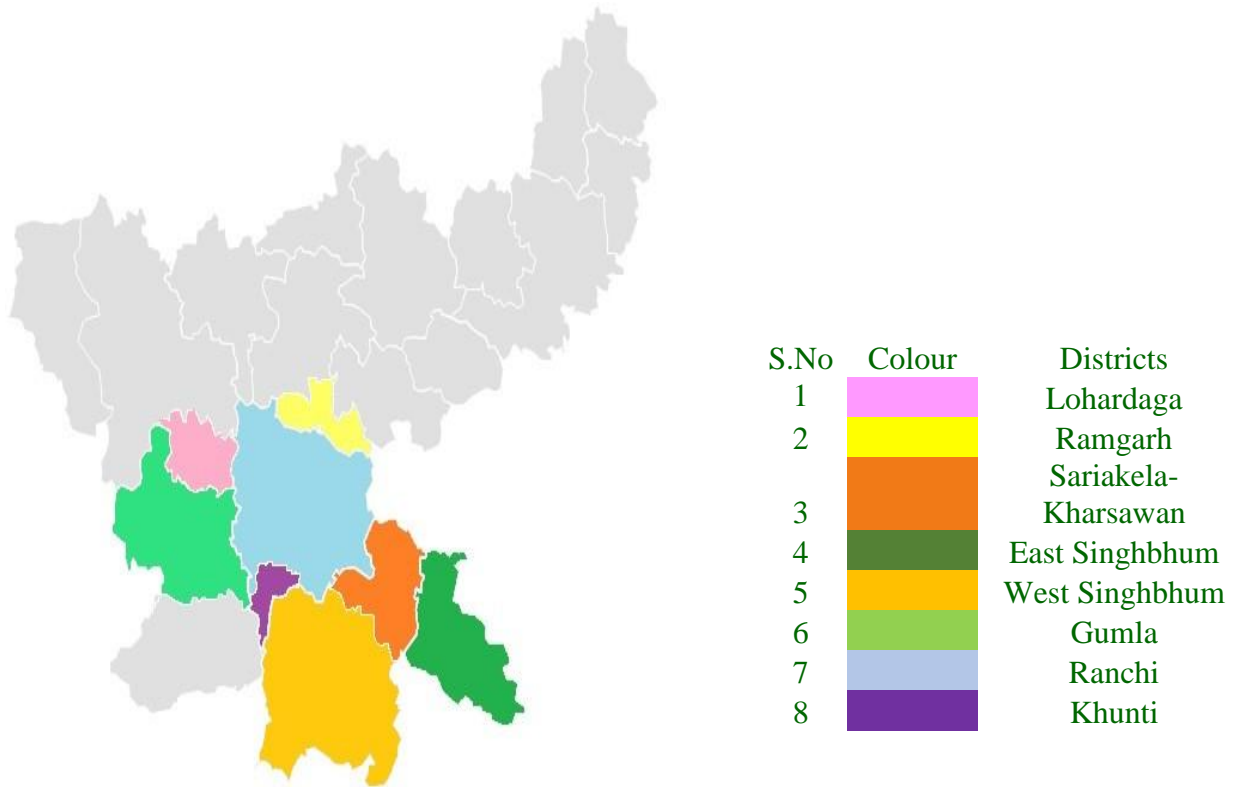 S.No Colour Districts
1 Lohardaga
2 Ramgarh
Sariakela-
3 Kharsawan
4 East Singhbhum
5 West Singhbhum
6 Gumla
7 Ranchi
8 Khunti